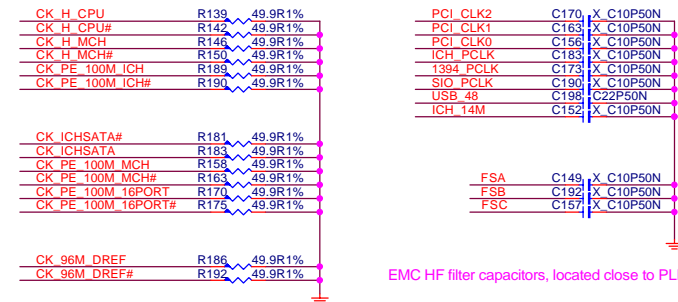 CK_H_CPU R139 49.9R1%
CK_H_CPU# R142 49.9R1%
CK_H_MCH R146 49.9R1%
CK_H_MCH# R150 49.9R1%
CK_PE_100M_ICH R189 49.9R1%
CK_PE_100M_ICH# R190 49.9R1%
CK_ICHSATA# R181 49.9R1%
CK_ICHSATA R183 49.9R1%
CK_PE_100M_MCH R158 49.9R1%
CK_PE_100M_MCH# R163 49.9R1%
CK_PE_100M_16PORT R170 49.9R1%
CK_PE_100M_16PORT# R175 49.9R1%
CK_96M_DREF R186 49.9R1%
CK_96M_DREF# R192 49.9R1%
PCI_CLK2 C170 X_C10P50N
PCI_CLK1 C163 X_C10P50N
PCI_CLK0 C156 X_C10P50N
ICH_PCLK C183 X_C10P50N
1394_PCLK C173 X_C10P50N
SIO_PCLK C190 X_C10P50N
USB_48 C198 C22P50N
ICH_14M C152 X_C10P50N
FSA C149 X_C10P50N
FSB C192 X_C10P50N
FSC C157 X_C10P50N
EMC HF filter capacitors, located close to PL